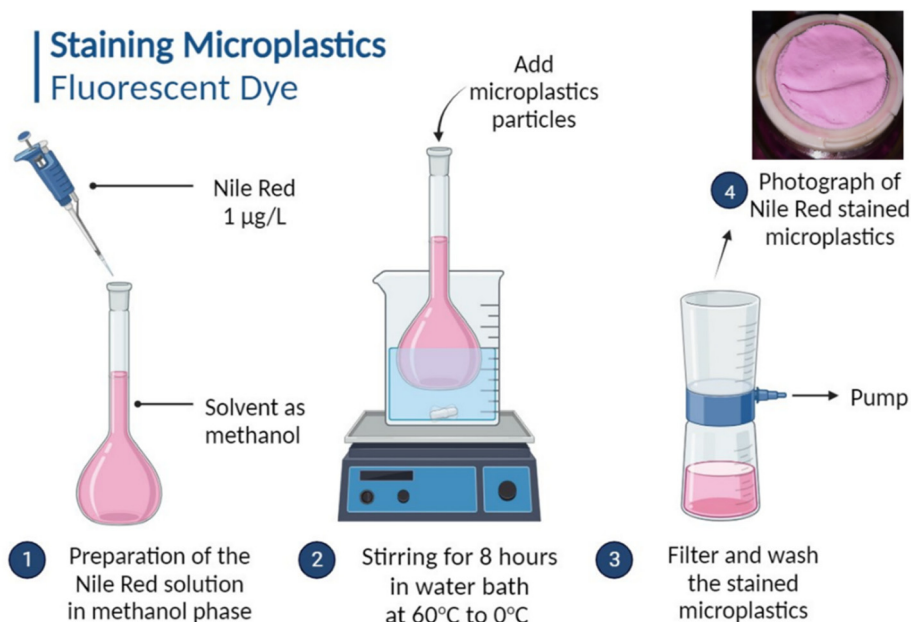 Staining Microplastics
Fluorescent Dye
Nile Red
1 µg/L
Solvent as
methanol
1
Preparation of the
Nile Red solution
in methanol phase
Add
microplastics
particles
2
Stirring for 8 hours
in water bath
at 60°C to 0°C
Pump
3
Filter and wash
the stained
microplastics
4
Photograph of
Nile Red stained
microplastics